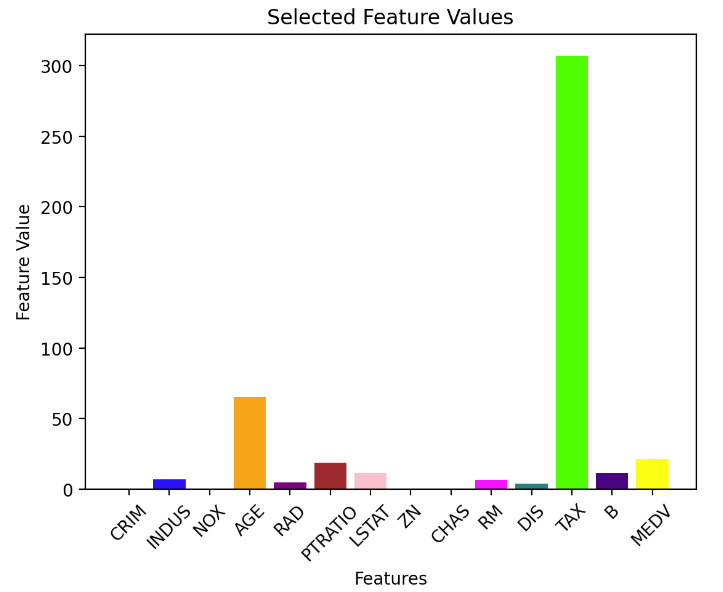 Selected Feature Values
Feature Value
300
250
200
150
100
50
0
CRIM
INDUS
NOX
AGE
RAD
PTRATIO
LSTAT
ZN
CHAS
RM
DIS
TAX
B
MEDV
Features